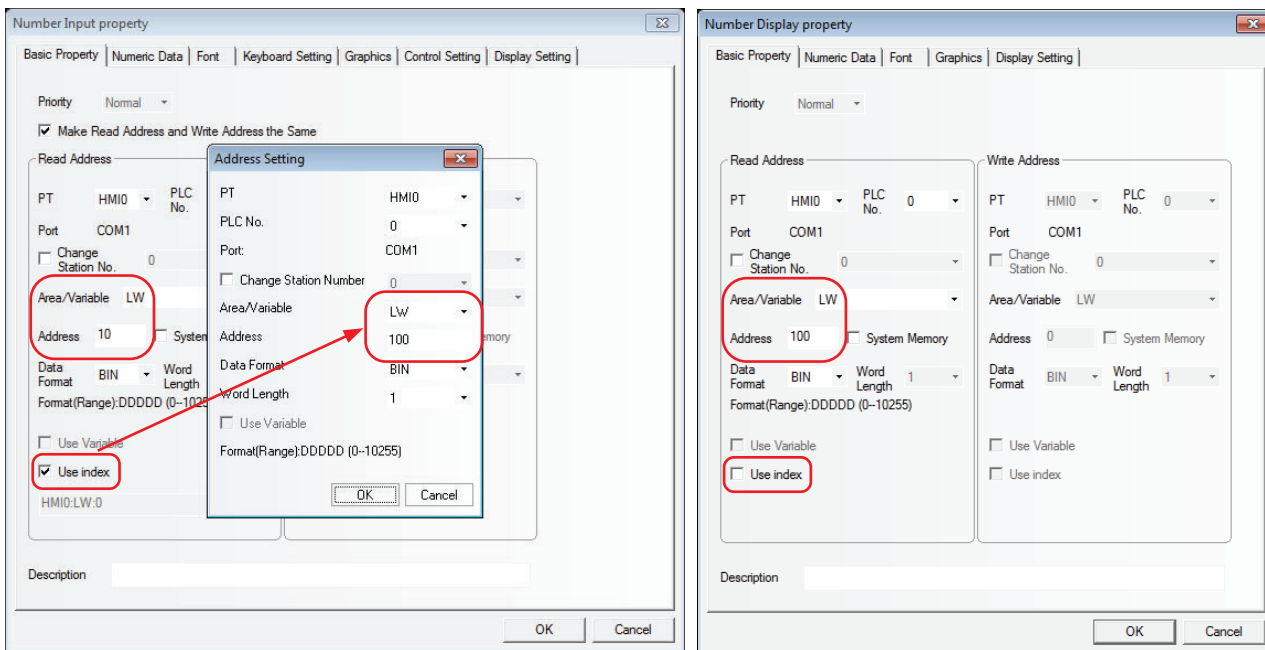 Number Input property
Basic Property Numeric Data Font Keyboard Setting Graphics Control Setting Display Setting
Priority Normal
Make Read Address and Write Address the Same
Read Address
PT HMI0 PLC No.
Port COM1
Change Station No. 0
Area/Variable LW
Address 10 System
Data Format BIN Word Length
Format(Range):DDDDD (0--1025
Use Variable
Use index
HMI0:LW:0
Description
OK Cancel
Address Setting
PT HMI0
PLC No. 0
Port: COM1
Change Station Number 0
Area/Variable LW
Address 100
Data Format BIN
Word Length 1
Use Variable
Format(Range):DDDDD (0--10255)
OK Cancel
emory
Number Display property
Basic Property Numeric Data Font Graphics Display Setting
Priority Normal
Read Address
PT HMI0 PLC No. 0
Port COM1
Change Station No. 0
Area/Variable LW
Address 100 System Memory
Data Format BIN Word Length 1
Format(Range):DDDDD (0--10255)
Use Variable
Use index
Write Address
PT HMI0 PLC No. 0
Port COM1
Change Station No. 0
Area/Variable LW
Address 0 System Memory
Data Format BIN Word Length 1
Use Variable
Use index
Description
OK Cancel